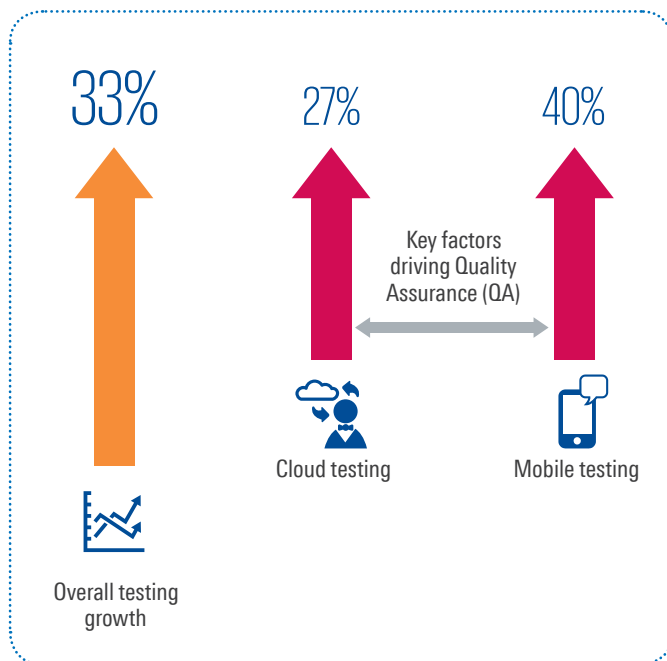 33%
27%
40%
Key factors
driving Quality
Assurance (QA)
Cloud testing
Mobile testing
Overall testing
growth